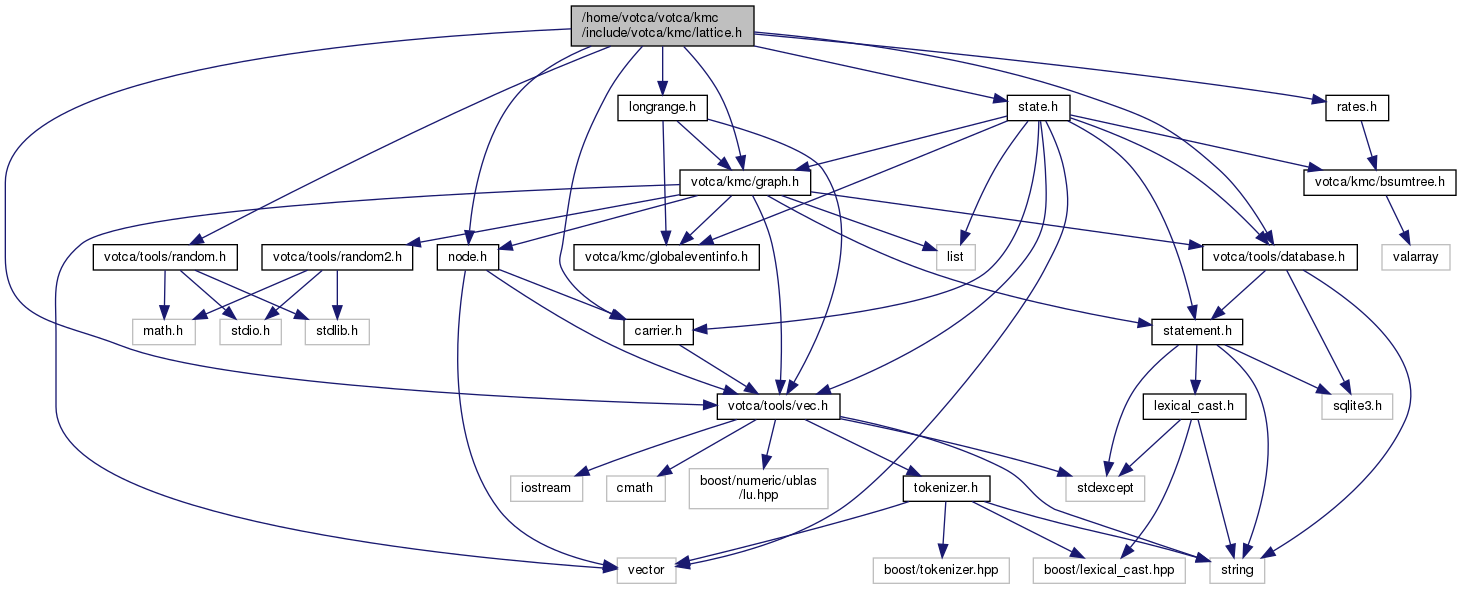 /home/votca/votca/kmc
/include/votca/kmc/lattice.h
longrange.h
state.h
rates.h
votca/kmc/graph.h
votca/kmc/bsumtree.h
votca/tools/random.h
votca/tools/random2.h
node.h
votca/kmc/globaleventinfo.h
list
votca/tools/database.h
valarray
math.h
stdio.h
stdlib.h
carrier.h
statement.h
votca/tools/vec.h
lexical_cast.h
sqlite3.h
iostream
cmath
boost/numeric/ublas
/lu.hpp
tokenizer.h
stdexcept
vector
boost/tokenizer.hpp
boost/lexical_cast.hpp
string